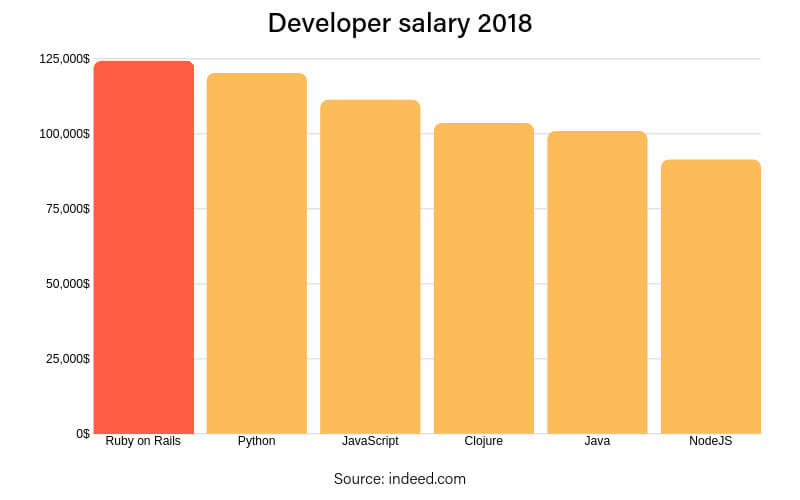 Developer salary 2018
125,000$
100,000$
75,000$
50,000$
25,000$
0$
Ruby on Rails Python JavaScript Clojure Java NodeJS
Source: indeed.com